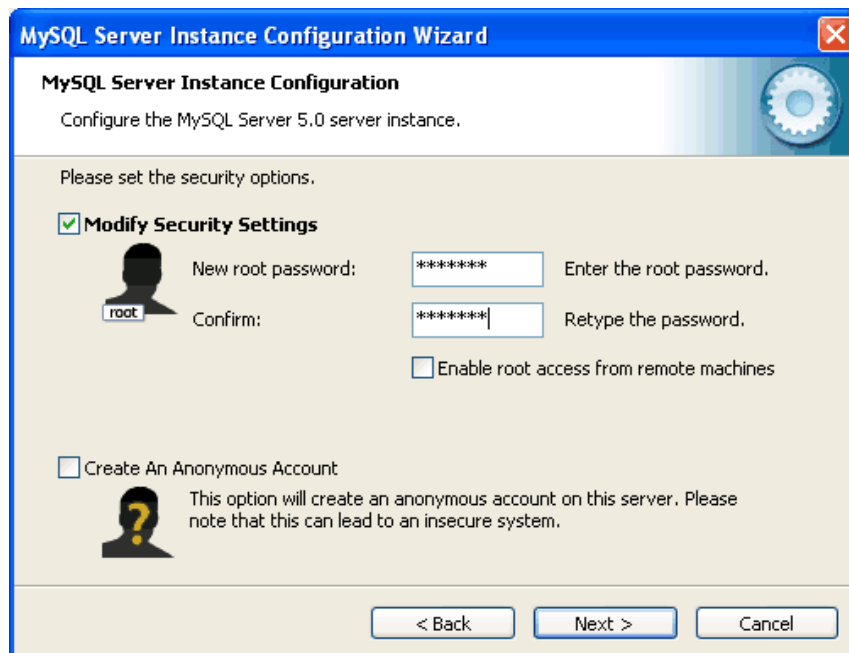 MySQL Server Instance Configuration Wizard
MySQL Server Instance Configuration
Configure the MySQL Server 5.0 server instance.
Please set the security options.
Modify Security Settings
New root password: ******* Enter the root password.
root
Confirm: ******* Retype the password.
Enable root access from remote machines
Create An Anonymous Account
This option will create an anonymous account on this server. Please
note that this can lead to an insecure system.
< Back Next > Cancel